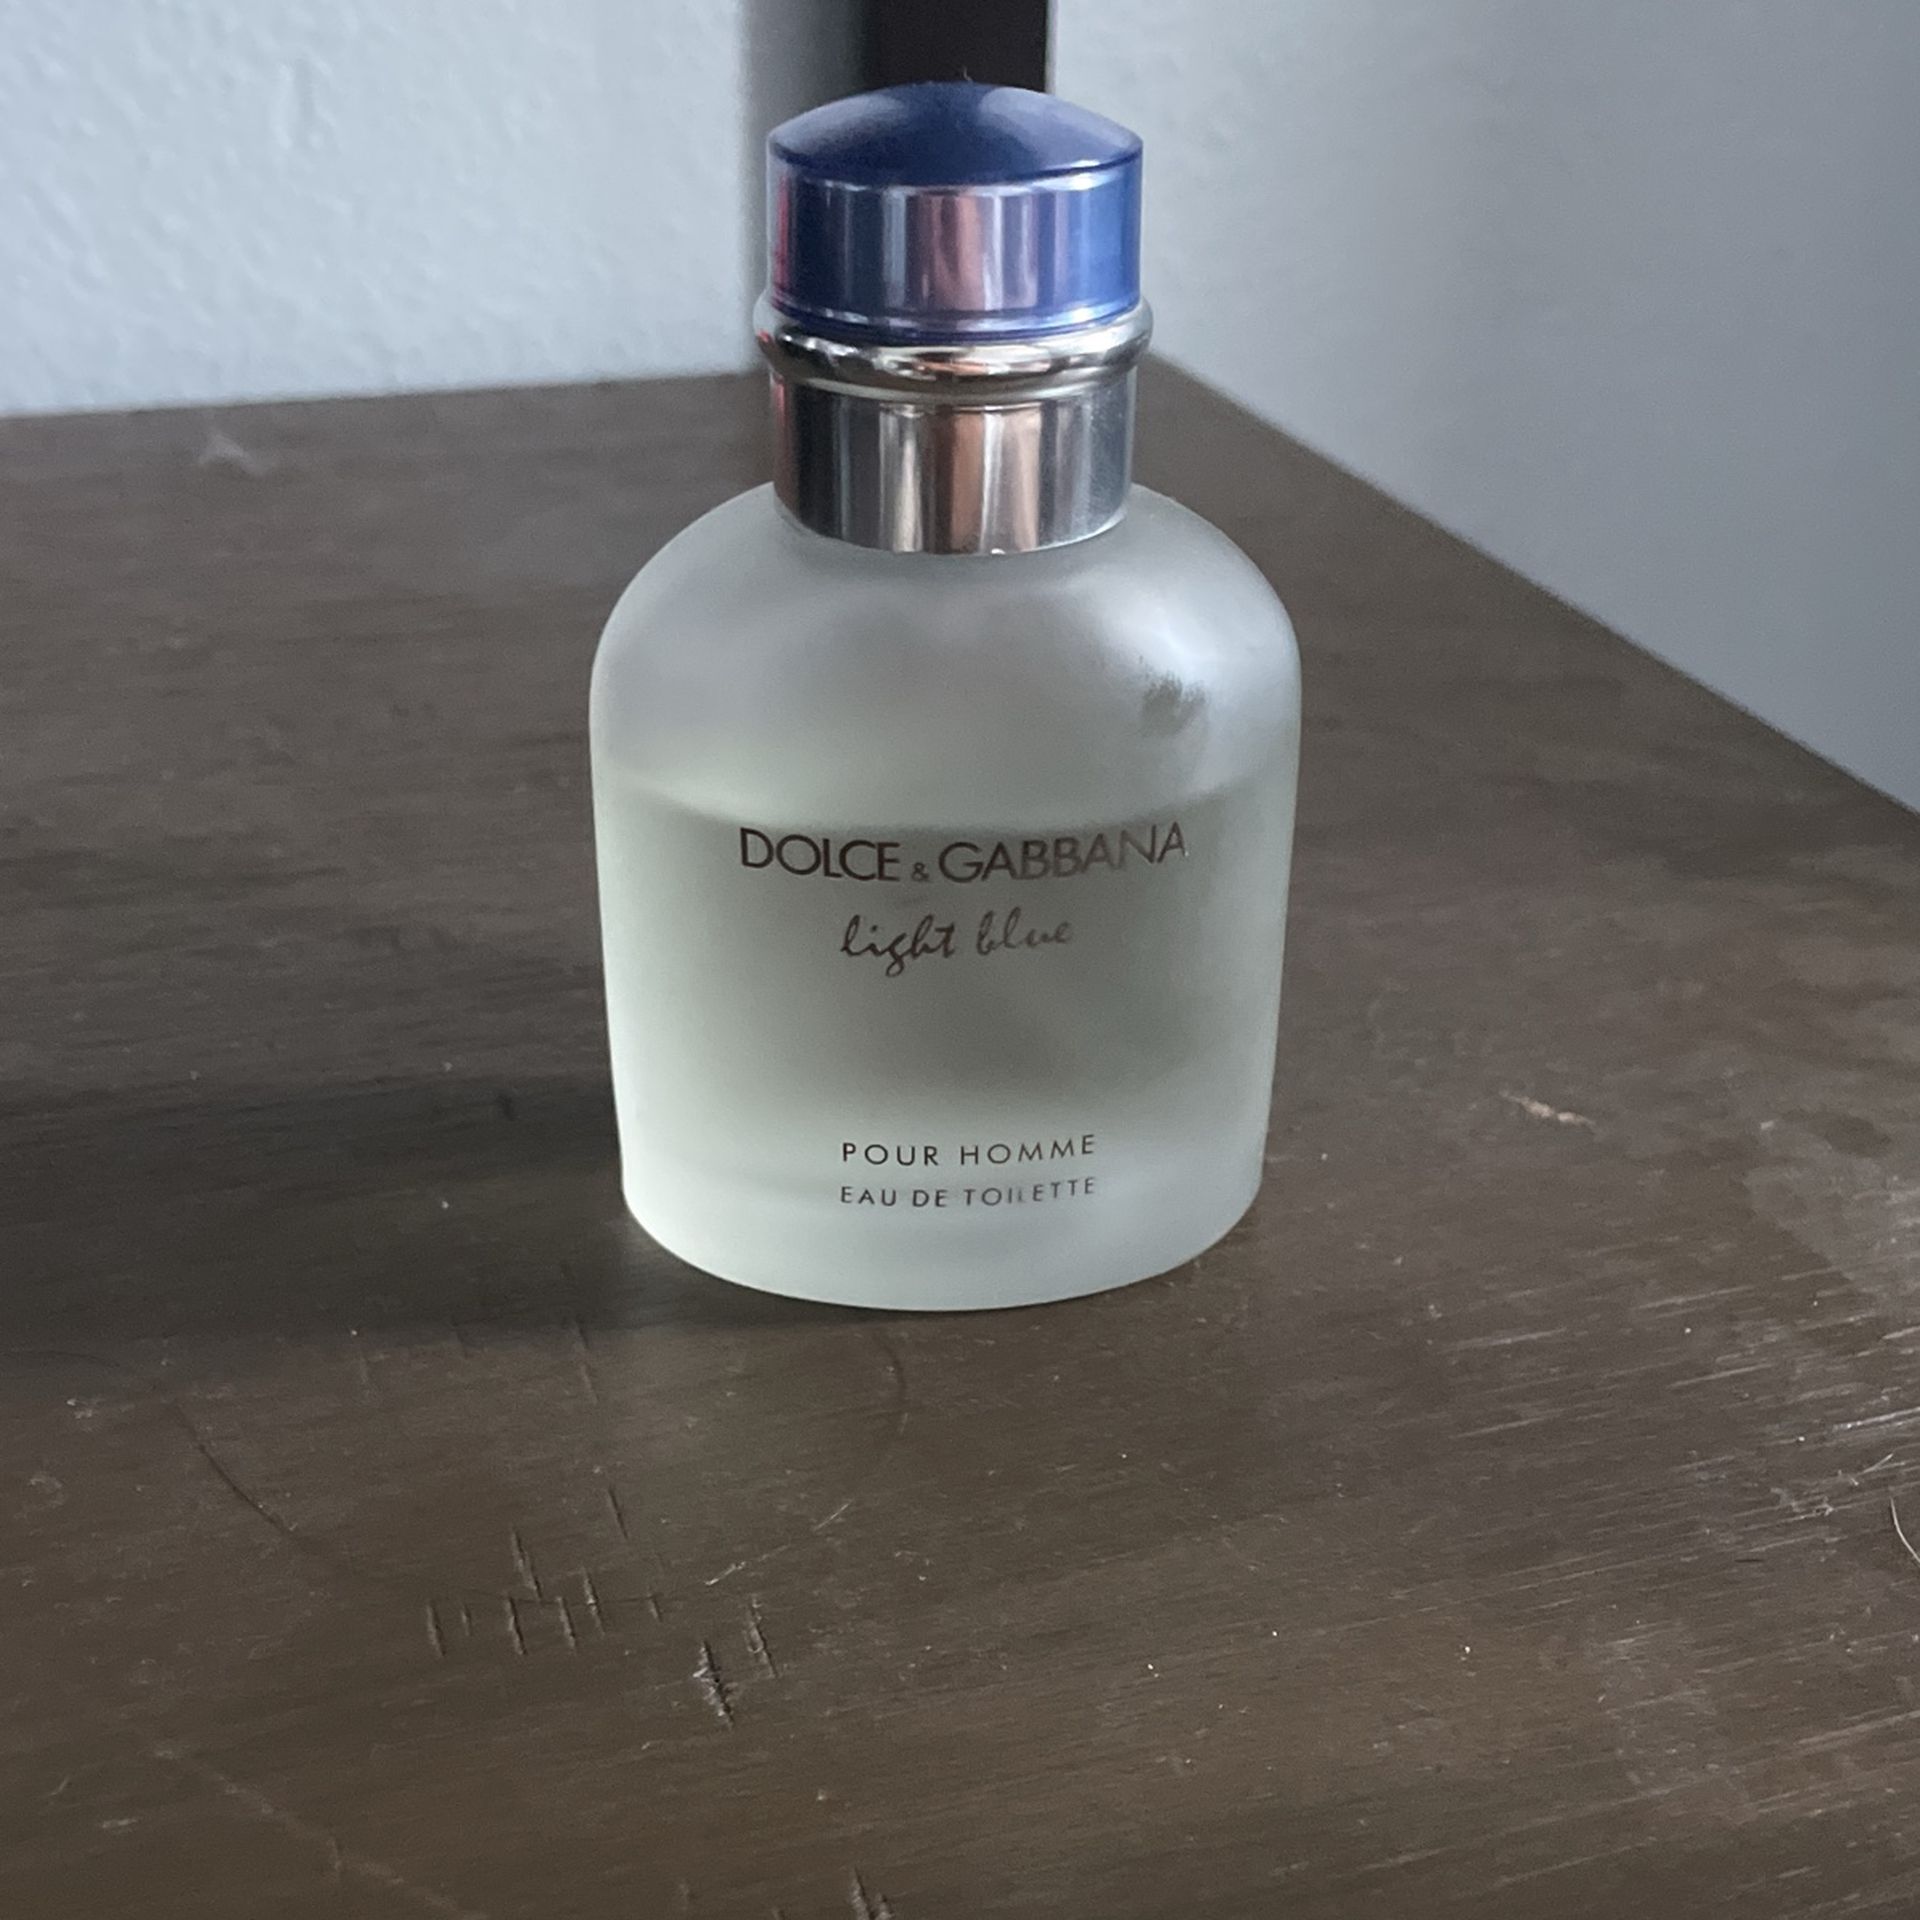 DOLCE & GABBANA
light blue
POUR HOMME
EAU DE TOILETTE